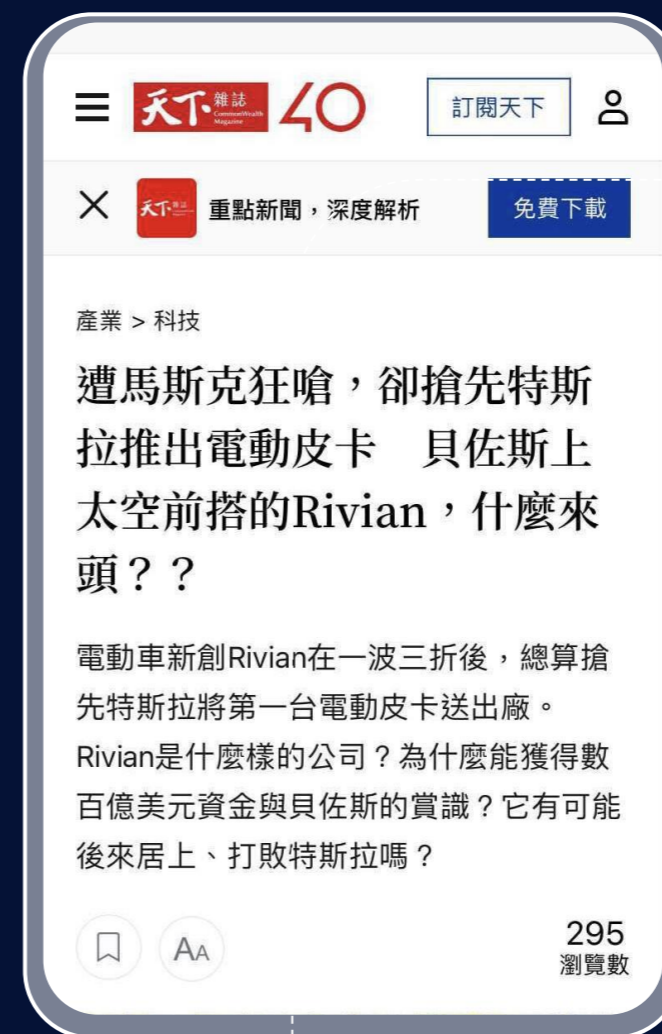 天下雜誌 CommonWealth Magazine 40 訂閱天下
天下雜誌 重點新聞，深度解析 免費下載
產業 > 科技
遭馬斯克狂嗆，卻搶先特斯
拉推出電動皮卡　貝佐斯上
太空前搭的Rivian，什麼來
頭？？
電動車新創Rivian在一波三折後，總算搶
先特斯拉將第一台電動皮卡送出廠。
Rivian是什麼樣的公司？為什麼能獲得數
百億美元資金與貝佐斯的賞識？它有可能
後來居上、打敗特斯拉嗎？
AA 295
瀏覽數